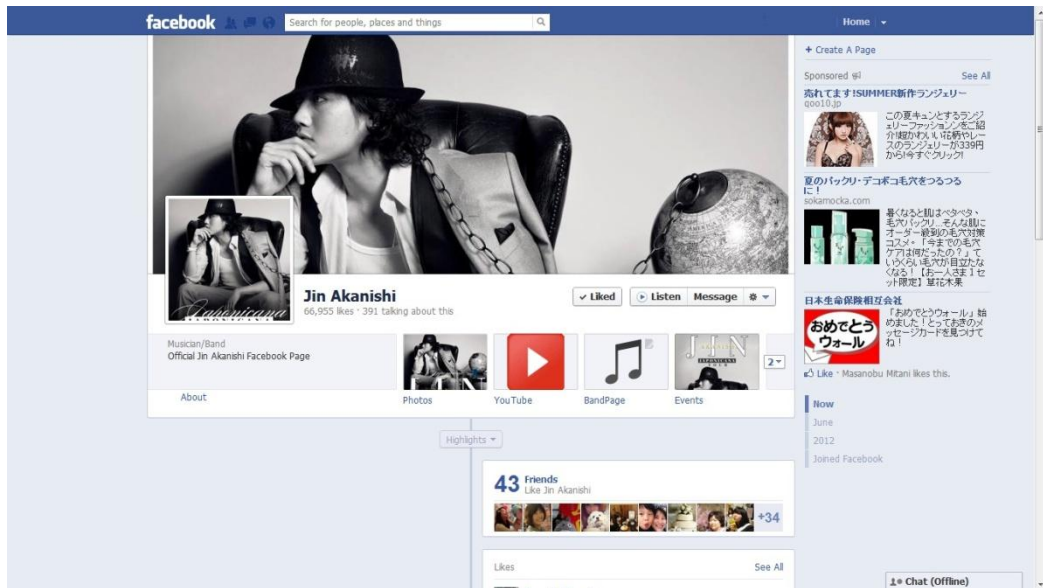 facebook
Search for people, places and things
Home
Jin Akanishi
66,955 likes · 391 talking about this
Liked
Listen
Message
Musician/Band
Official Jin Akanishi Facebook Page
About
Japonicana
JAPONICANA
JIN
Photos
YouTube
BandPage
JIN
JAPONICANA
TOUR
Events
2
Highlights
43 Friends
Like Jin Akanishi
+34
Likes
See All
+ Create A Page
Sponsored
See All
売れてます!SUMMER新作ランジェリー
qoo10.jp
この夏キュンとするランジ
ェリーファッションをご紹
介!超かわいい花柄やレー
スのランジェリーが339円
から!今すぐクリック!
夏のパックリ・デコボコ毛穴をつるつる
に!
sokamocka.com
暑くなると肌はベタベタ・
毛穴パックリ...そんな肌に
オーダー級到の毛穴対策
コスメ。「今までの毛穴
ケアは何だったの?」て
いうくらい毛穴が目立たな
くなる!【お一人さま1セ
ット限定】草花木果
日本生命保険相互会社
おめでとう
ウォール
「おめでとうウォール」始
めました!とっておきのメ
ッセージカードを見つけて
ね!
Like · Masanobu Mitani likes this.
Now
June
2012
Joined Facebook
Chat (Offline)